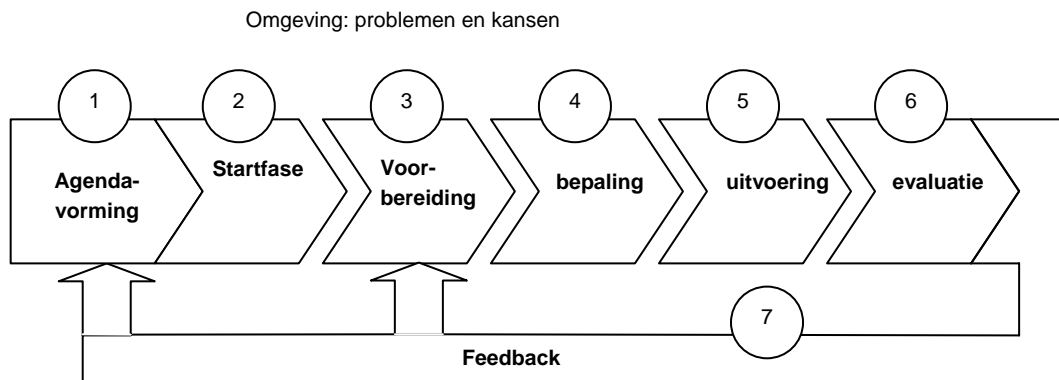 Omgeving: problemen en kansen
1
2
3
4
5
6
Agenda-
vorming
Startfase
Voor-
bereiding
bepaling
uitvoering
evaluatie
7
Feedback